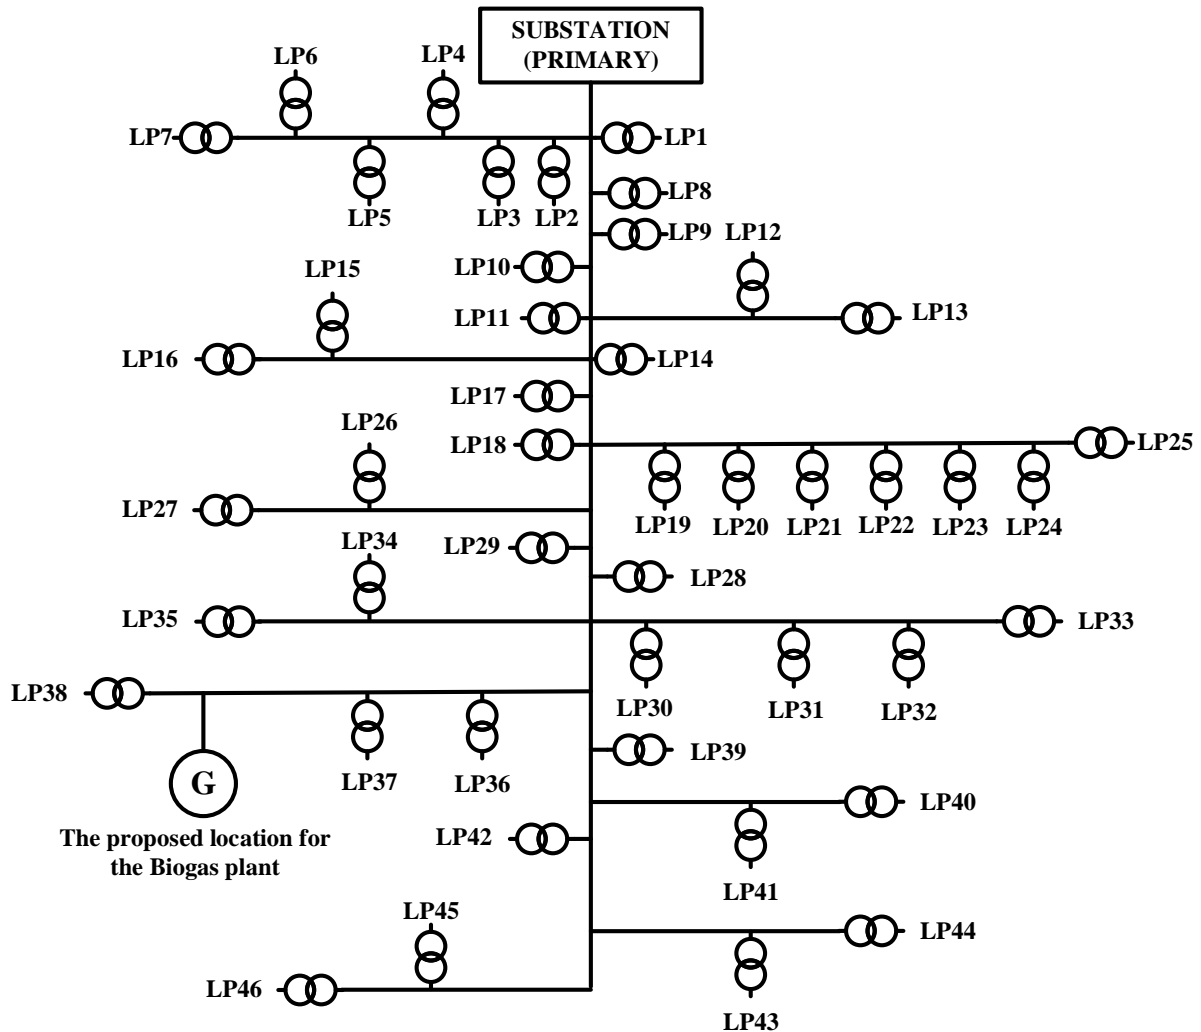 SUBSTATION
(PRIMARY)
LP6
LP4
LP7
LP1
LP5
LP3
LP2
LP8
LP9
LP12
LP10
LP15
LP11
LP13
LP16
LP14
LP17
LP26
LP18
LP25
LP27
LP19
LP20
LP21
LP22
LP23
LP24
LP34
LP29
LP28
LP35
LP33
LP38
LP30
LP31
LP32
LP39
LP37
LP36
G
LP40
The proposed location for
the Biogas plant
LP42
LP41
LP45
LP44
LP46
LP43